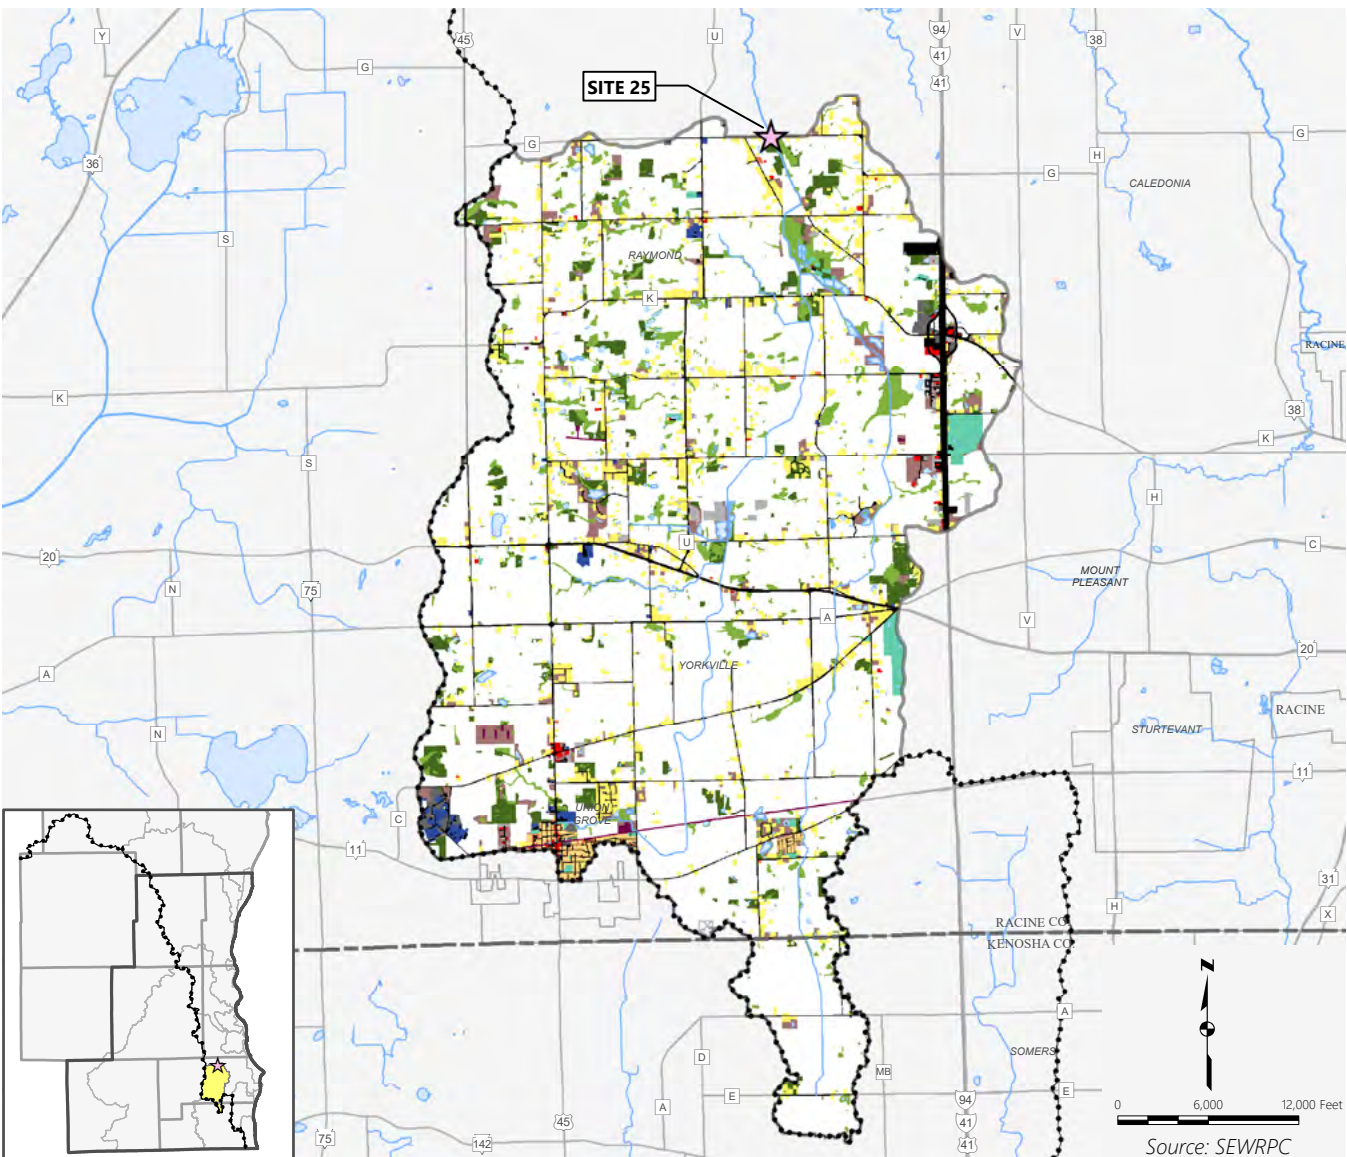 Y
45
U
94
41
41
V
38
G
SITE 25
G
G
36
H
G
CALEDONIA
S
RAYMOND
K
RACINE
K
38
K
S
H
U
20
C
N
75
MOUNT
PLEASANT
A
V
20
YORKVILLE
A
RACINE
N
STURTEVANT
11
UNION
GROVE
C
11
31
H
X
RACINE CO.
KENOSHA CO.
N
A
D
SOMERS
MB
E
E
A
94
41
41
0 6,000 12,000 Feet
45
75
142
Source: SEWRPC